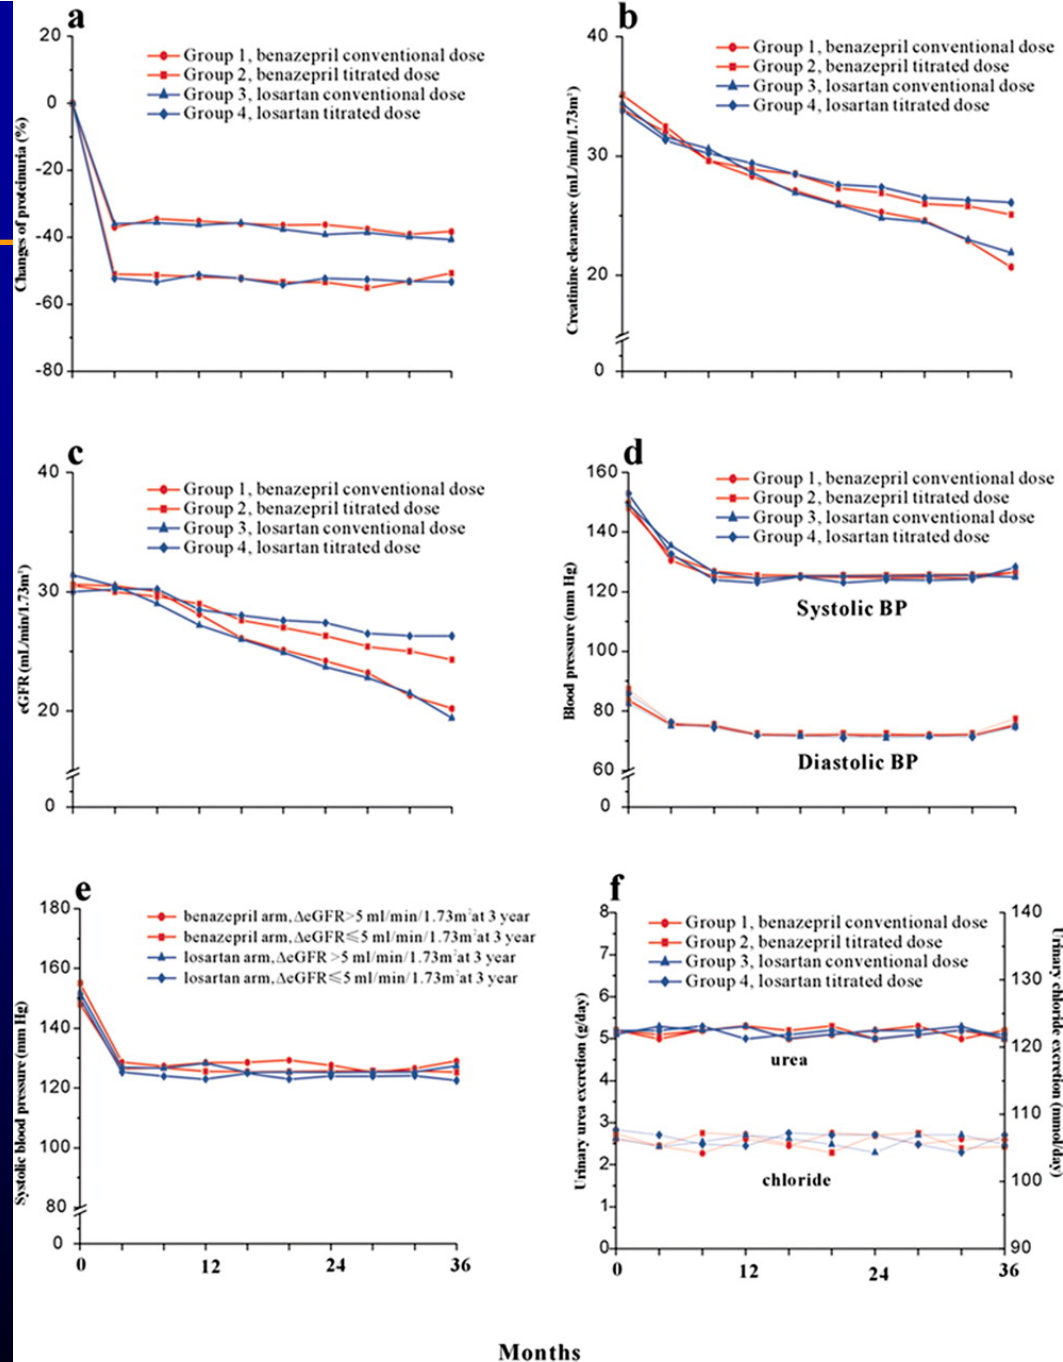 a
20
0
-20
-40
-60
-80
Changes of proteinuria (%)
Group 1, benazepril conventional dose
Group 2, benazepril titrated dose
Group 3, losartan conventional dose
Group 4, losartan titrated dose
b
40
30
20
0
Creatinine clearance (mL/min/1.73m²)
Group 1, benazepril conventional dose
Group 2, benazepril titrated dose
Group 3, losartan conventional dose
Group 4, losartan titrated dose
c
40
30
20
0
eGFR (mL/min/1.73m²)
Group 1, benazepril conventional dose
Group 2, benazepril titrated dose
Group 3, losartan conventional dose
Group 4, losartan titrated dose
d
160
140
120
100
80
60
0
Blood pressure (mm Hg)
Group 1, benazepril conventional dose
Group 2, benazepril titrated dose
Group 3, losartan conventional dose
Group 4, losartan titrated dose
Systolic BP
Diastolic BP
e
180
160
140
120
100
80
0
Systolic blood pressure (mm Hg)
benazepril arm, ΔeGFR>5 ml/min/1.73m²at 3 year
benazepril arm, ΔeGFR≤5 ml/min/1.73m²at 3 year
losartan arm, ΔeGFR >5 ml/min/1.73m²at 3 year
losartan arm, ΔeGFR≤5 ml/min/1.73m²at 3 year
0 12 24 36
f
8
7
6
5
4
3
2
1
0
Urinary urea excretion (g/day)
Group 1, benazepril conventional dose
Group 2, benazepril titrated dose
Group 3, losartan conventional dose
Group 4, losartan titrated dose
urea
chloride
140
130
120
110
100
90
Urinary chloride excretion (mmol/day)
0 12 24 36
Months